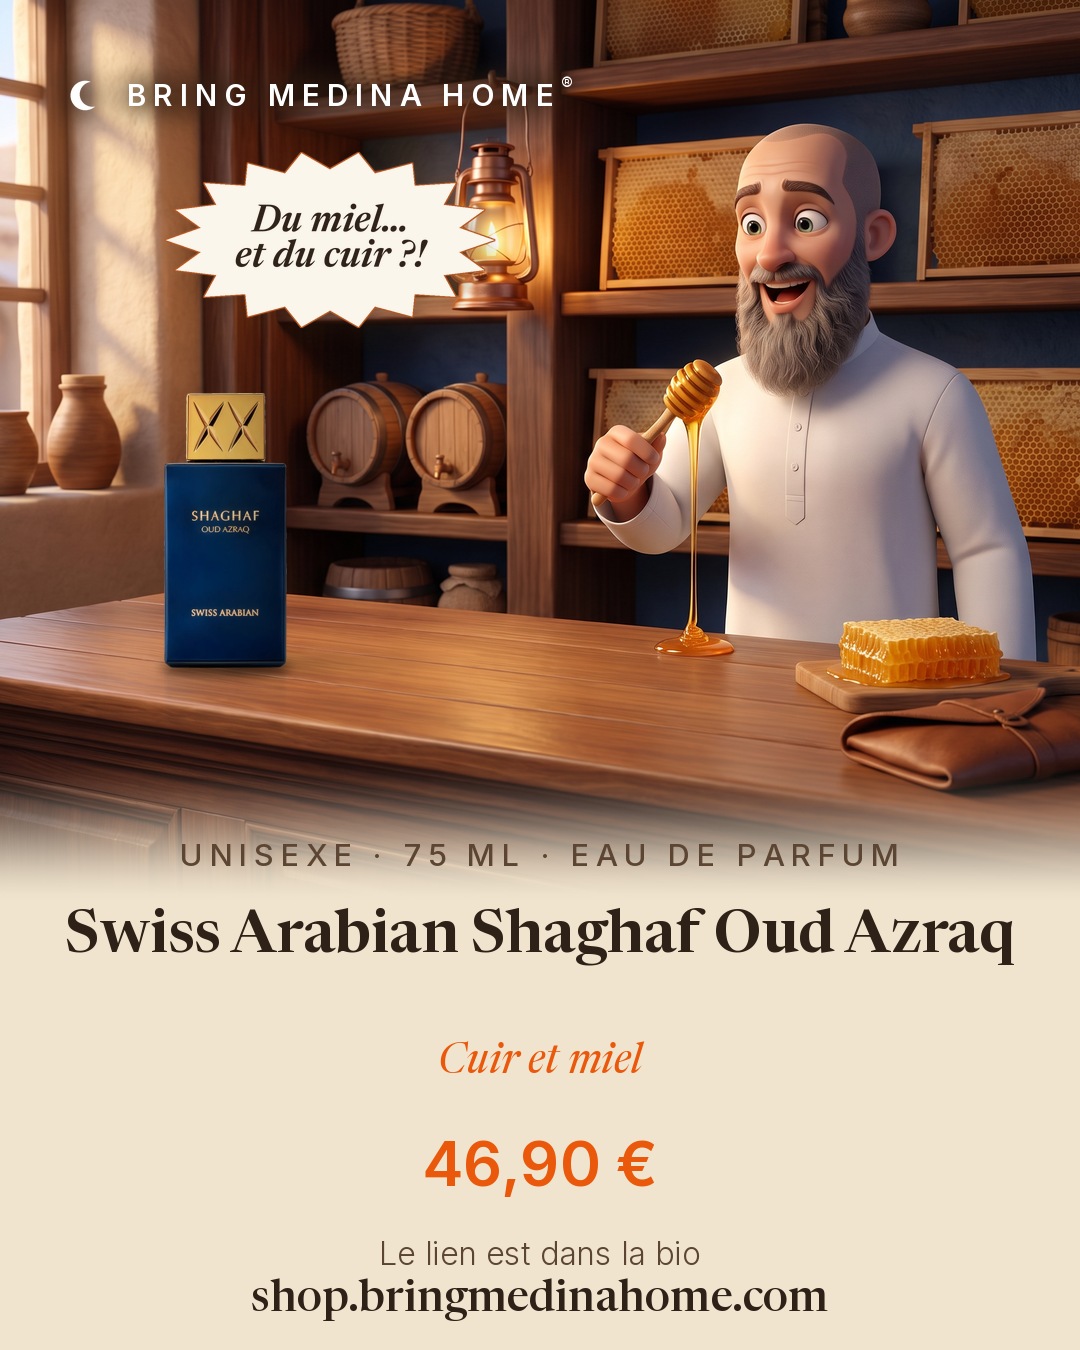 BRING MEDINA HOME®
Du miel...
et du cuir ?!
SHAGHAF
OUD AZRAQ
SWISS ARABIAN
UNISEXE · 75 ML · EAU DE PARFUM
Swiss Arabian Shaghaf Oud Azraq
Cuir et miel
46,90 €
Le lien est dans la bio
shop.bringmedinahome.com